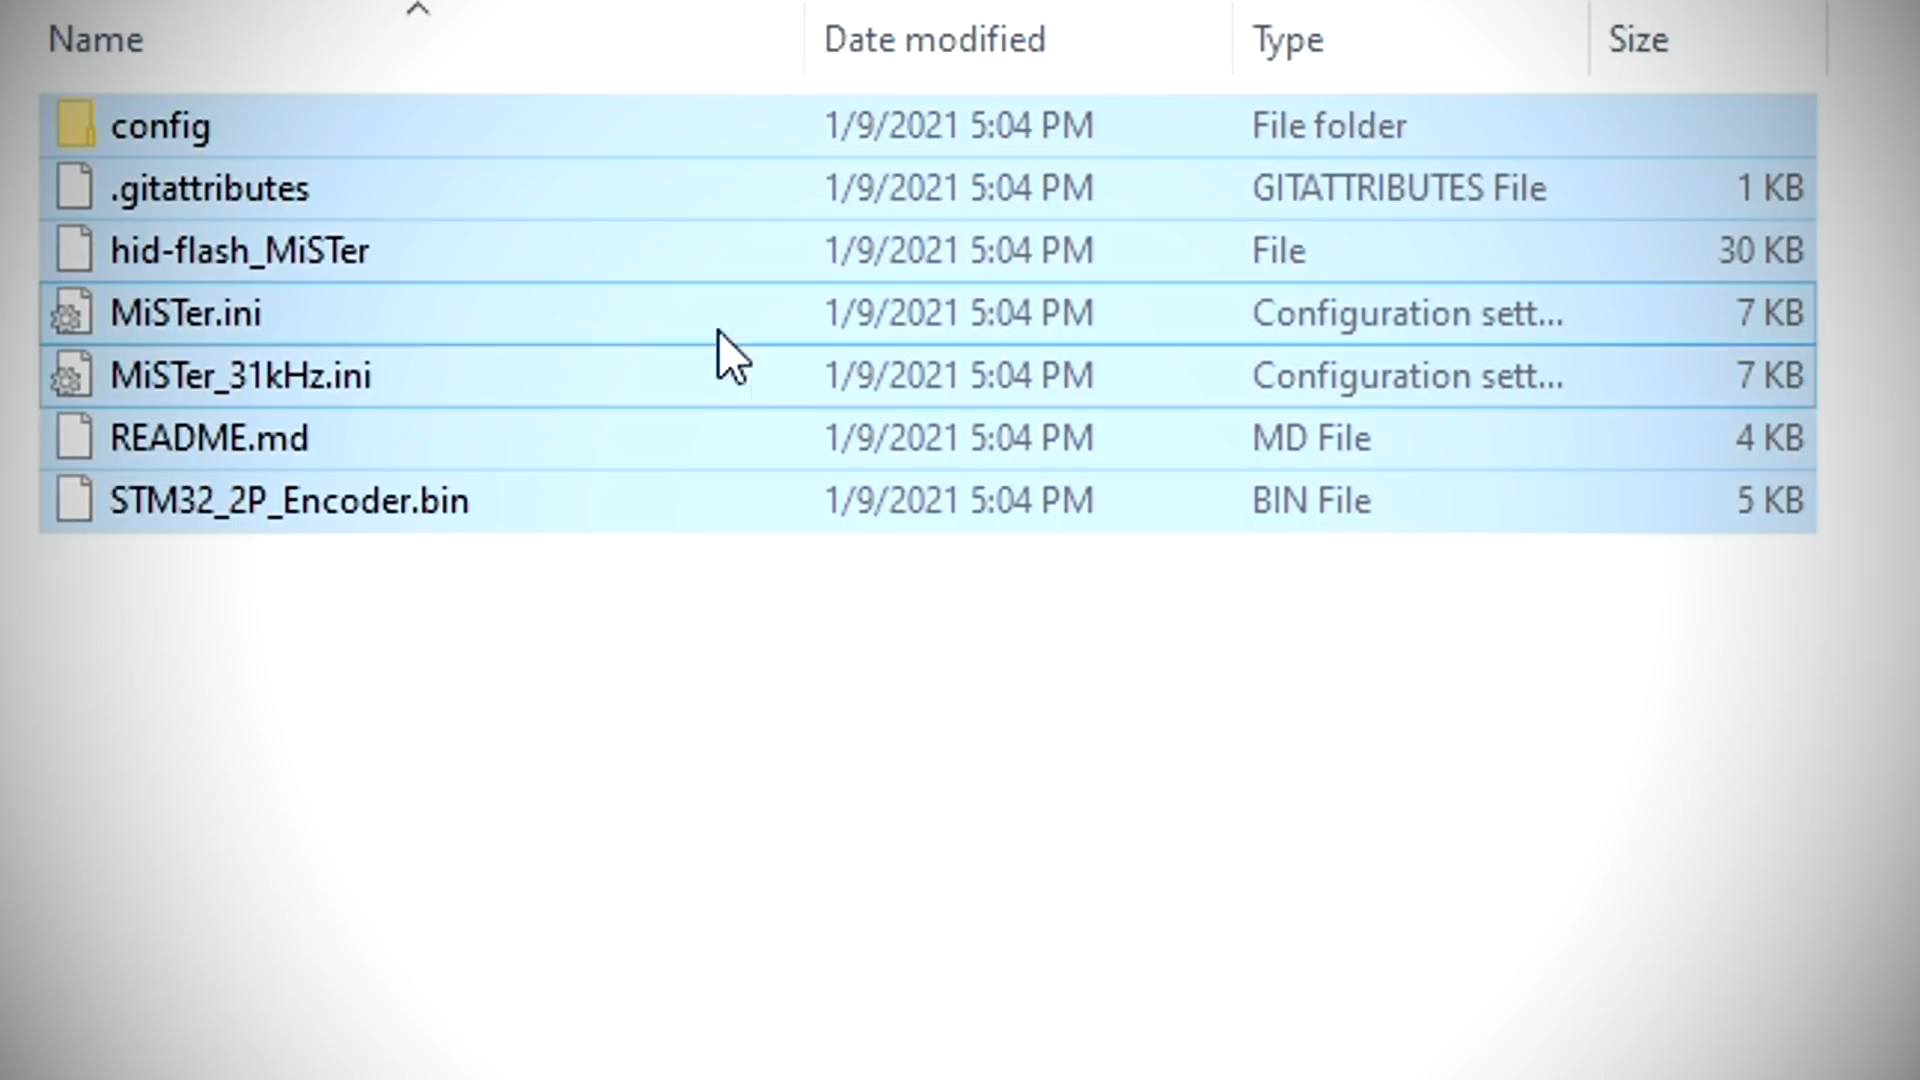 Name Date modified Type Size
config 1/9/2021 5:04 PM File folder
.gitattributes 1/9/2021 5:04 PM GITATTRIBUTES File 1 KB
hid-flash_MiSTer 1/9/2021 5:04 PM File 30 KB
MiSTer.ini 1/9/2021 5:04 PM Configuration sett... 7 KB
MiSTer_31kHz.ini 1/9/2021 5:04 PM Configuration sett... 7 KB
README.md 1/9/2021 5:04 PM MD File 4 KB
STM32_2P_Encoder.bin 1/9/2021 5:04 PM BIN File 5 KB